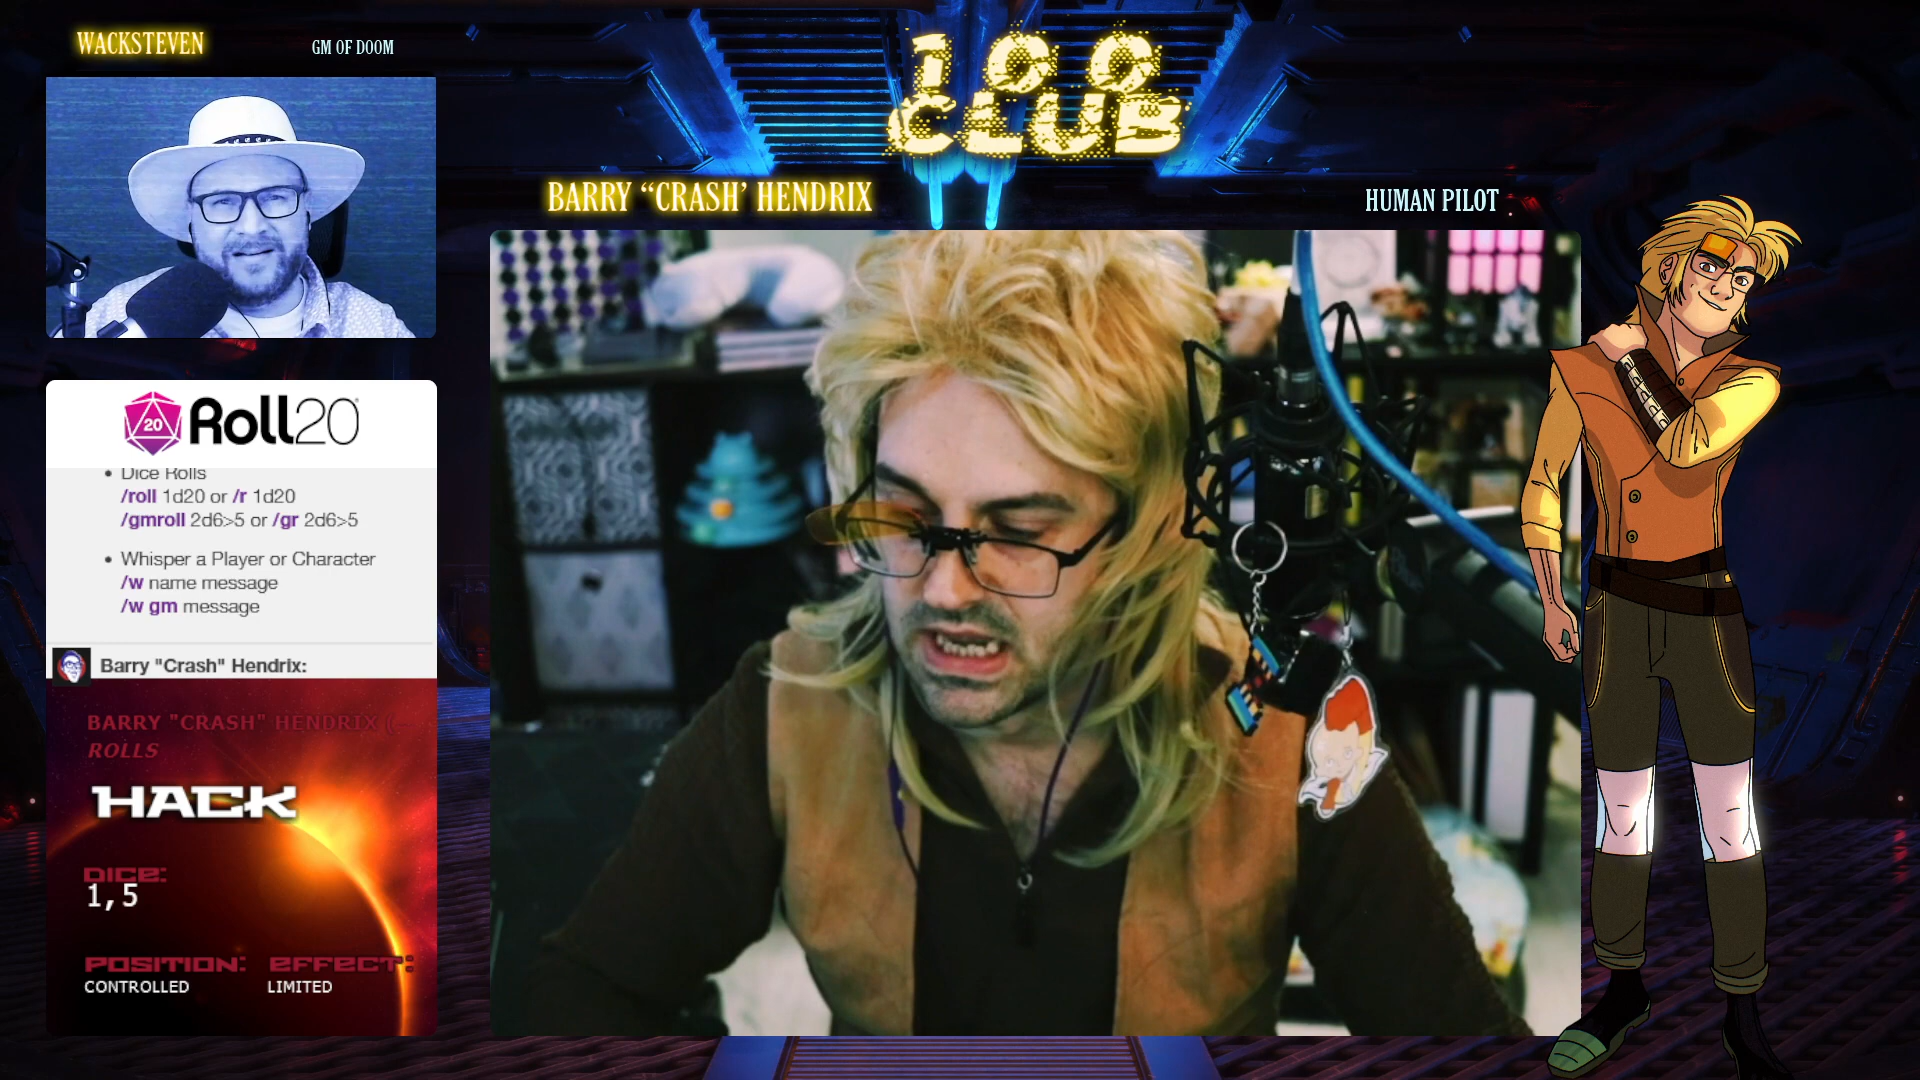 WACKSTEVEN
GM OF DOOM
100
CLUB
BARRY “CRASH’ HENDRIX
HUMAN PILOT
20
Roll20
• Dice Rolls
/roll 1d20 or /r 1d20
/gmroll 2d6>5 or /gr 2d6>5
• Whisper a Player or Character
/w name message
/w gm message
Barry "Crash" Hendrix:
BARRY "CRASH" HENDRIX (
ROLLS
HACK
DICE:
1, 5
POSITION: EFFECT:
CONTROLLED LIMITED